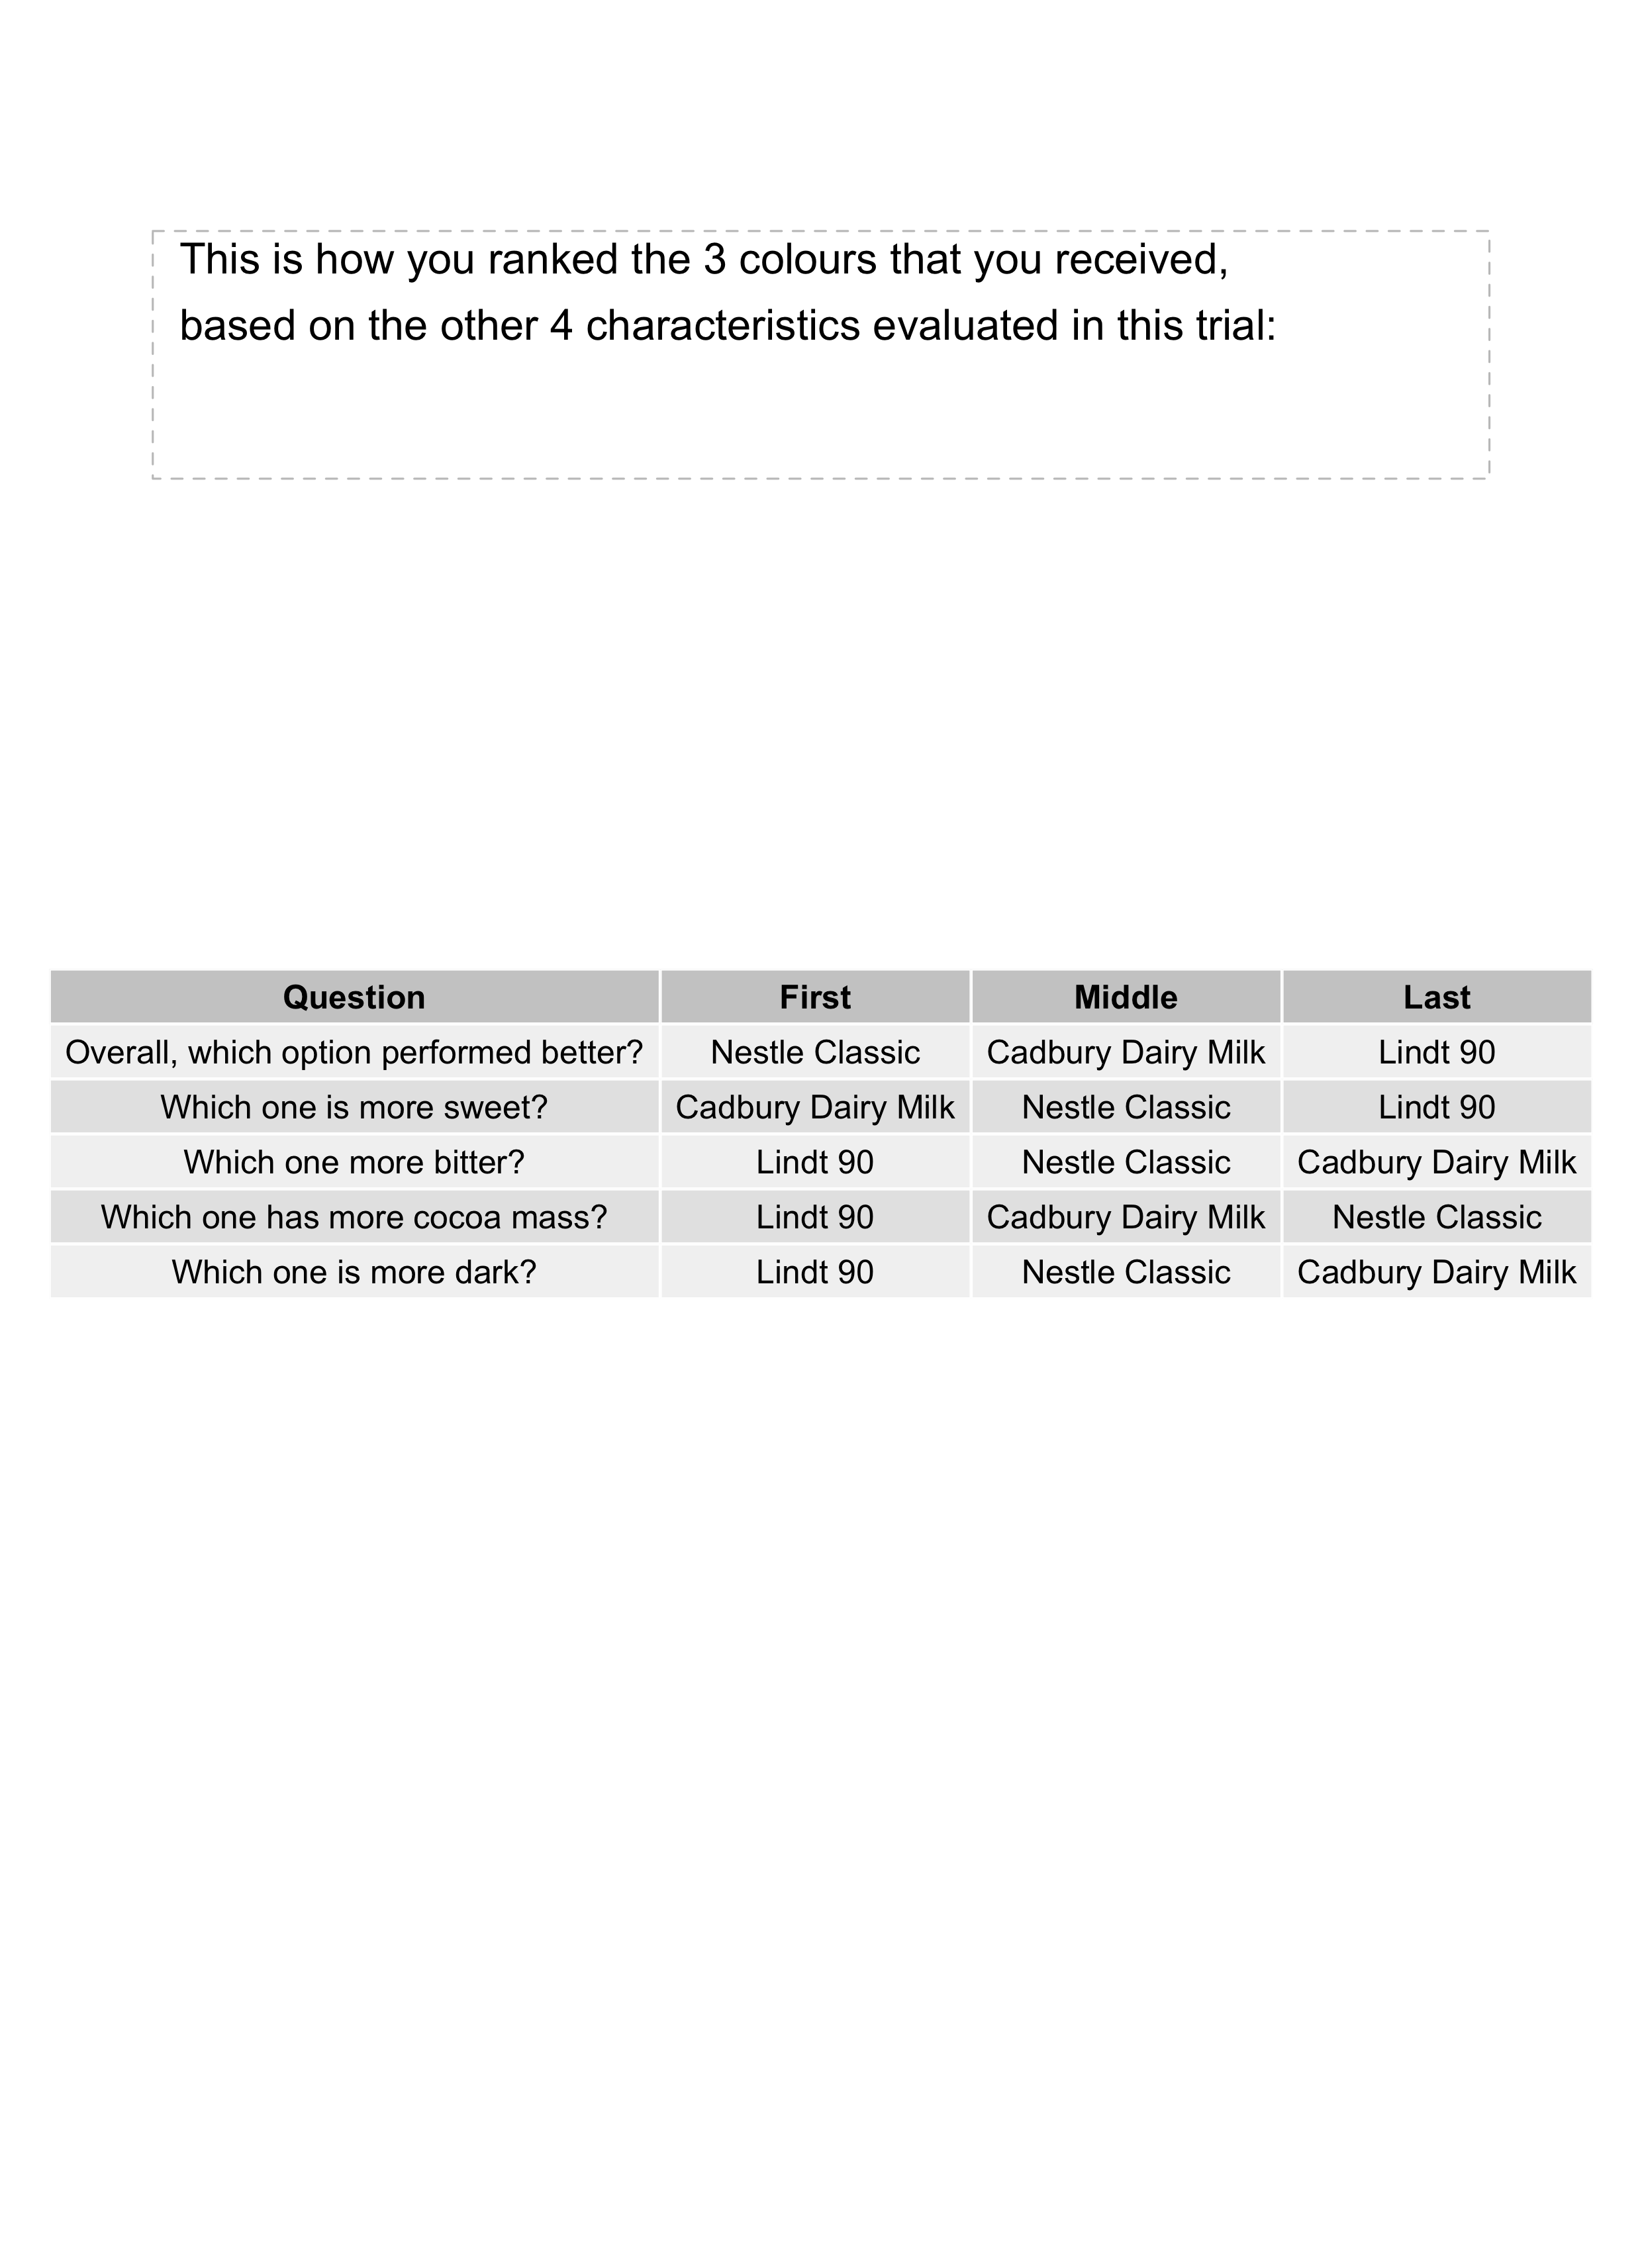 This is how you ranked the 3 colours that you received,
based on the other 4 characteristics evaluated in this trial:
Question First Middle Last
Overall, which option performed better? Nestle Classic Cadbury Dairy Milk Lindt 90
Which one is more sweet? Cadbury Dairy Milk Nestle Classic Lindt 90
Which one more bitter? Lindt 90 Nestle Classic Cadbury Dairy Milk
Which one has more cocoa mass? Lindt 90 Cadbury Dairy Milk Nestle Classic
Which one is more dark? Lindt 90 Nestle Classic Cadbury Dairy Milk